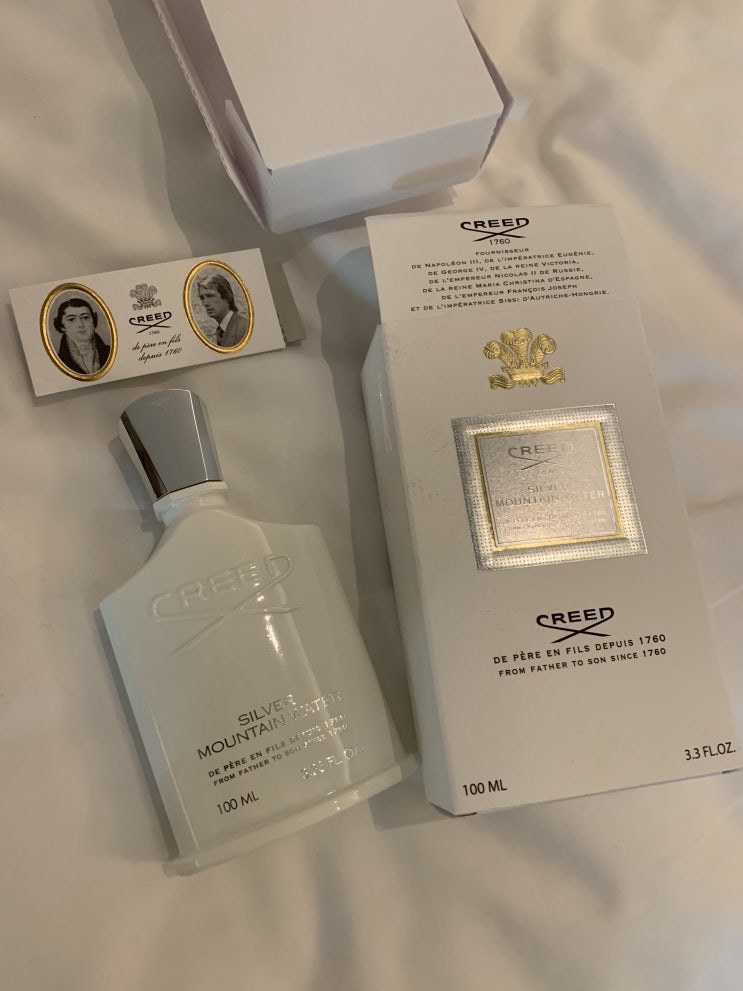 CREED
1760
FOURNISSEUR
DE NAPOLÉON III, DE L'IMPÉRATRICE EUGÉNIE,
DE GEORGE IV, DE LA REINE VICTORIA,
DE L'EMPEREUR NICOLAS II DE RUSSIE,
DE LA REINE MARIA CHRISTINA D'ESPAGNE,
DE L'EMPEREUR FRANÇOIS JOSEPH
ET DE L'IMPÉRATRICE SISSI D'AUTRICHE-HONGRIE.
CREED
1760
de père en fils
depuis 1760
CREED
SILVER
MOUNTAIN WATER
CREED
DE PÈRE EN FILS DEPUIS 1760
FROM FATHER TO SON SINCE 1760
100 ML
3.3 FL.OZ.
CREED
SILVER
MOUNTAIN WATER
DE PÈRE EN FILS DEPUIS 1760
FROM FATHER TO SON SINCE 1760
100 ML